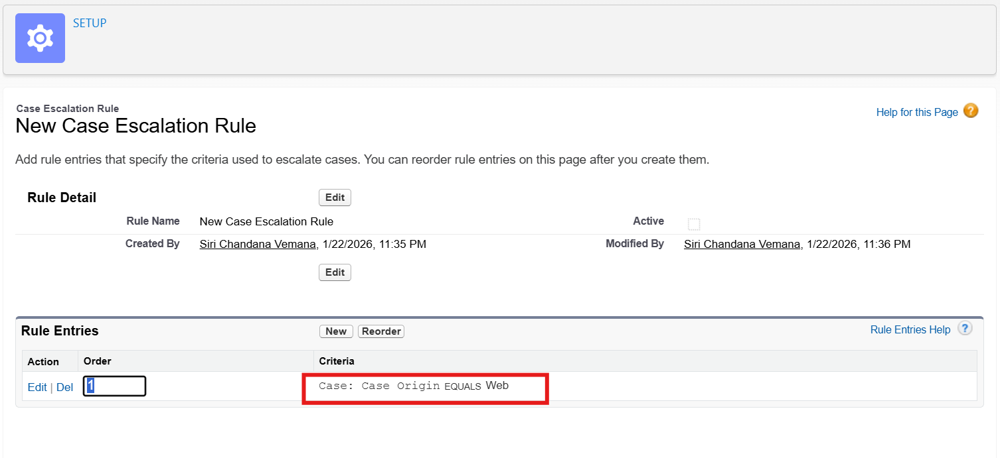 SETUP
Case Escalation Rule
New Case Escalation Rule
Help for this Page ?
Add rule entries that specify the criteria used to escalate cases. You can reorder rule entries on this page after you create them.
Rule Detail Edit
Rule Name New Case Escalation Rule Active
Created By Siri Chandana Vemana, 1/22/2026, 11:35 PM Modified By Siri Chandana Vemana, 1/22/2026, 11:36 PM
Edit
Rule Entries New Reorder Rule Entries Help ?
Action Order Criteria
Edit | Del 1 Case: Case Origin EQUALS Web